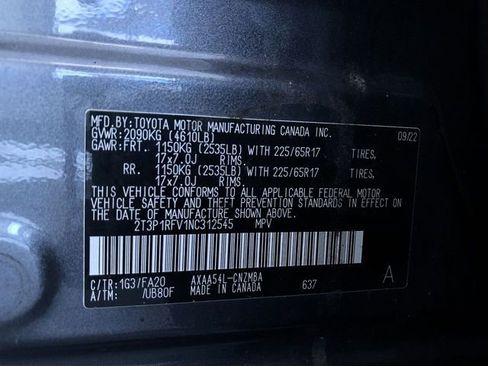 MFD.BY:TOYOTA MOTOR MANUFACTURING CANADA INC. 09/22
GVWR:2090KG (4610LB)
GAWR:FRT. 1150KG (2535LB) WITH 225/65R17 TIRES,
17x7.0J RIMS.
RR. 1150KG (2535LB) WITH 225/65R17 TIRES,
17x7.0J RIMS.
THIS VEHICLE CONFORMS TO ALL APPLICABLE FEDERAL MOTOR
VEHICLE SAFETY STANDARDS IN EFFECT ON THE DATE OF
MANUFACTURE SHOWN ABOVE.
2T3P1RFV1NC312545 MPV
C/TR:1G3/FA20 AXAA54L-CNZMBA A
A/TM: /UB80F MADE IN CANADA 637